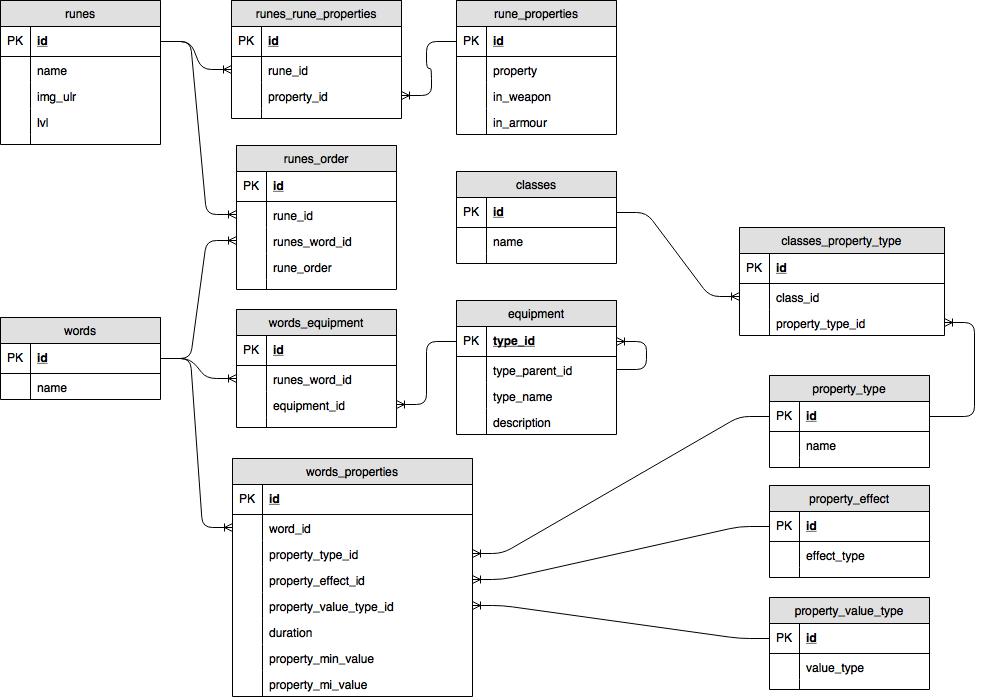 runes
PK id
name
img_ulr
lvl
runes_rune_properties
PK id
rune_id
property_id
rune_properties
PK id
property
in_weapon
in_armour
runes_order
PK id
rune_id
runes_word_id
rune_order
classes
PK id
name
classes_property_type
PK id
class_id
property_type_id
words
PK id
name
words_equipment
PK id
runes_word_id
equipment_id
equipment
PK type_id
type_parent_id
type_name
description
property_type
PK id
name
words_properties
PK id
word_id
property_type_id
property_effect_id
property_value_type_id
duration
property_min_value
property_mi_value
property_effect
PK id
effect_type
property_value_type
PK id
value_type